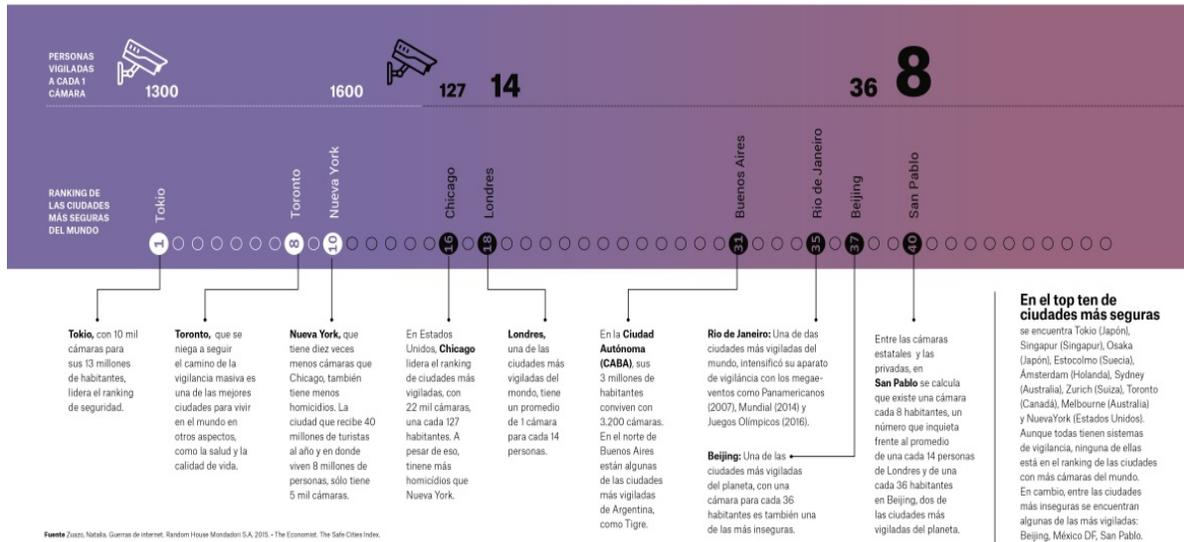 PERSONAS
VIGILADAS
A CADA 1
CÁMARA
1300
1600
127
14
36
8
RANKING DE
LAS CIUDADES
MÁS SEGURAS
DEL MUNDO
Tokio
Toronto
Nueva York
Chicago
Londres
Buenos Aires
Rio de Janeiro
Beijing
San Pablo
1
8
10
16
18
31
35
37
40
Tokio, con 10 mil
cámaras para
sus 13 millones
de habitantes,
lidera el ranking
de seguridad.
Toronto, que se
niega a seguir
el camino de la
vigilancia masiva es
una de las mejores
ciudades para vivir
en el mundo en
otros aspectos,
como la salud y la
calidad de vida.
Nueva York, que
tiene diez veces
menos cámaras que
Chicago, también
tiene menos
homicidios. La
ciudad que recibe 40
millones de turistas
al año y en donde
viven 8 millones de
personas, sólo tiene
5 mil cámaras.
En Estados
Unidos, Chicago
lidera el ranking
de ciudades más
vigiladas, con
22 mil cámaras,
una cada 127
habitantes. A
pesar de eso,
tinene más
homicídios que
Nueva York.
Londres,
una de las
ciudades más
vigiladas del
mundo, tiene
un promedio
de 1 cámara
para cada 14
personas.
En la Ciudad
Autónoma
(CABA), sus
3 millones de
habitantes
conviven con
3.200 cámaras.
En el norte de
Buenos Aires
están algunas
de las ciudades
más vigiladas
de Argentina,
como Tigre.
Rio de Janeiro: Una de das
ciudades más vigiladas del
mundo, intensificó su aparato
de vigiláncia con los megae-
ventos como Panamericanos
(2007), Mundial (2014) y
Juegos Olímpicos (2016).
Beijing: Una de las
ciudades más vigiladas
del planeta, con una
cámara para cada 36
habitantes es también una
de las más inseguras.
Entre las cámaras
estatales y las
privadas, en
San Pablo se calcula
que existe una cámara
cada 8 habitantes, un
número que inquieta
frente al promedio
de una cada 14 personas
de Londres y de una
cada 36 habitantes
en Beijing, dos de
las ciudades más
vigiladas del planeta.
En el top ten de
ciudades más seguras
se encuentra Tokio (Japón),
Singapur (Singapur), Osaka
(Japón), Estocolmo (Suecia),
Ámsterdam (Holanda), Sydney
(Australia), Zurich (Suiza), Toronto
(Canadá), Melbourne (Australia)
y NuevaYork (Estados Unidos).
Aunque todas tienen sistemas
de vigilancia, ninguna de ellas
está en el ranking de las ciudades
con más cámaras del mundo.
En cambio, entre las ciudades
más inseguras se encuentran
algunas de las más vigiladas:
Beijing, México DF, San Pablo.
Fuente Zuazo, Natalia. Guerras de internet. Random House Mondadori S.A, 2015. • The Economist. The Safe Cities Index.